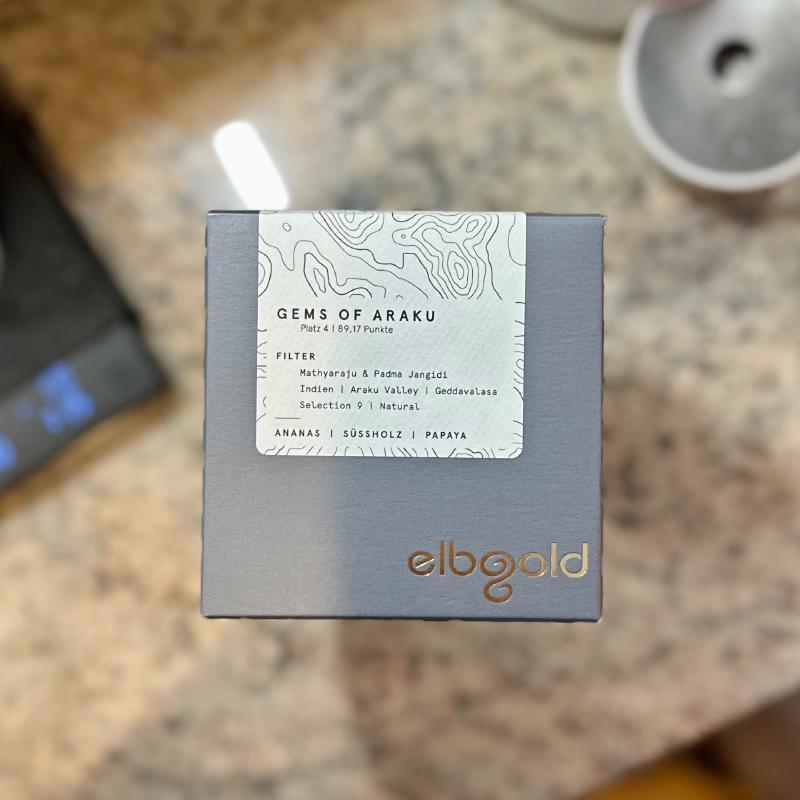 GEMS OF ARAKU
Platz 4 | 89,17 Punkte
FILTER
Mathyaraju & Padma Jangidi
Indien | Araku Valley | Geddavalasa
Selection 9 | Natural
ANANAS | SÜSSHOLZ | PAPAYA
elbgold